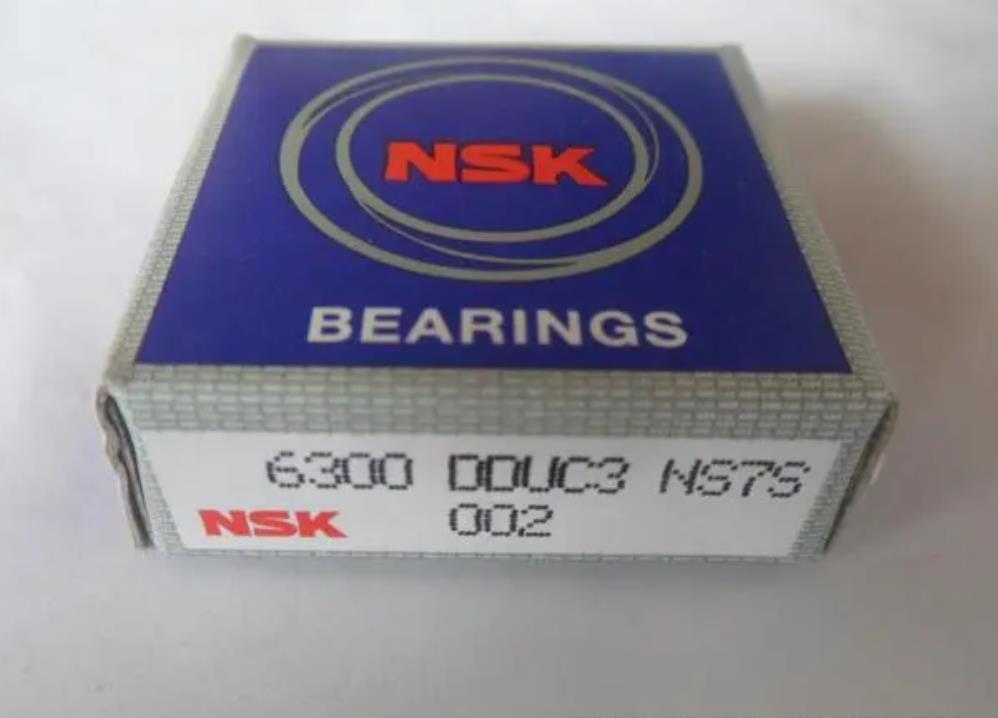 NSK
BEARINGS
6300 DDUC3 NS7S
NSK 002